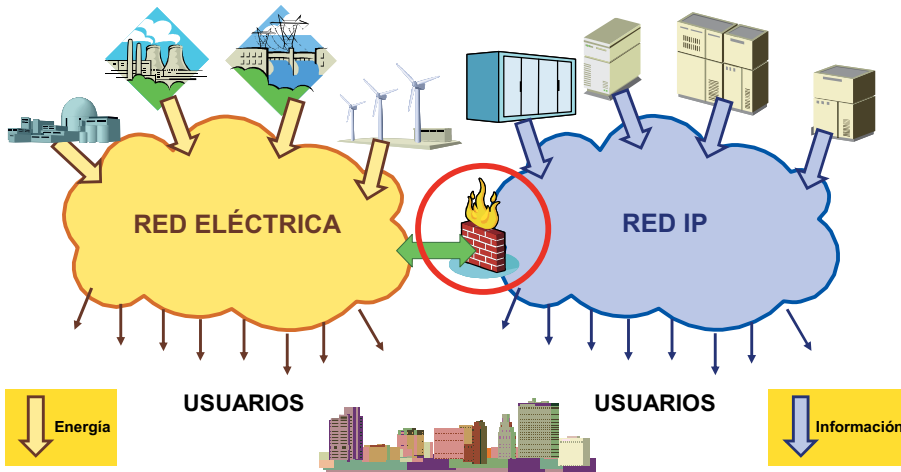 RED ELÉCTRICA
RED IP
USUARIOS
USUARIOS
Energía
Información